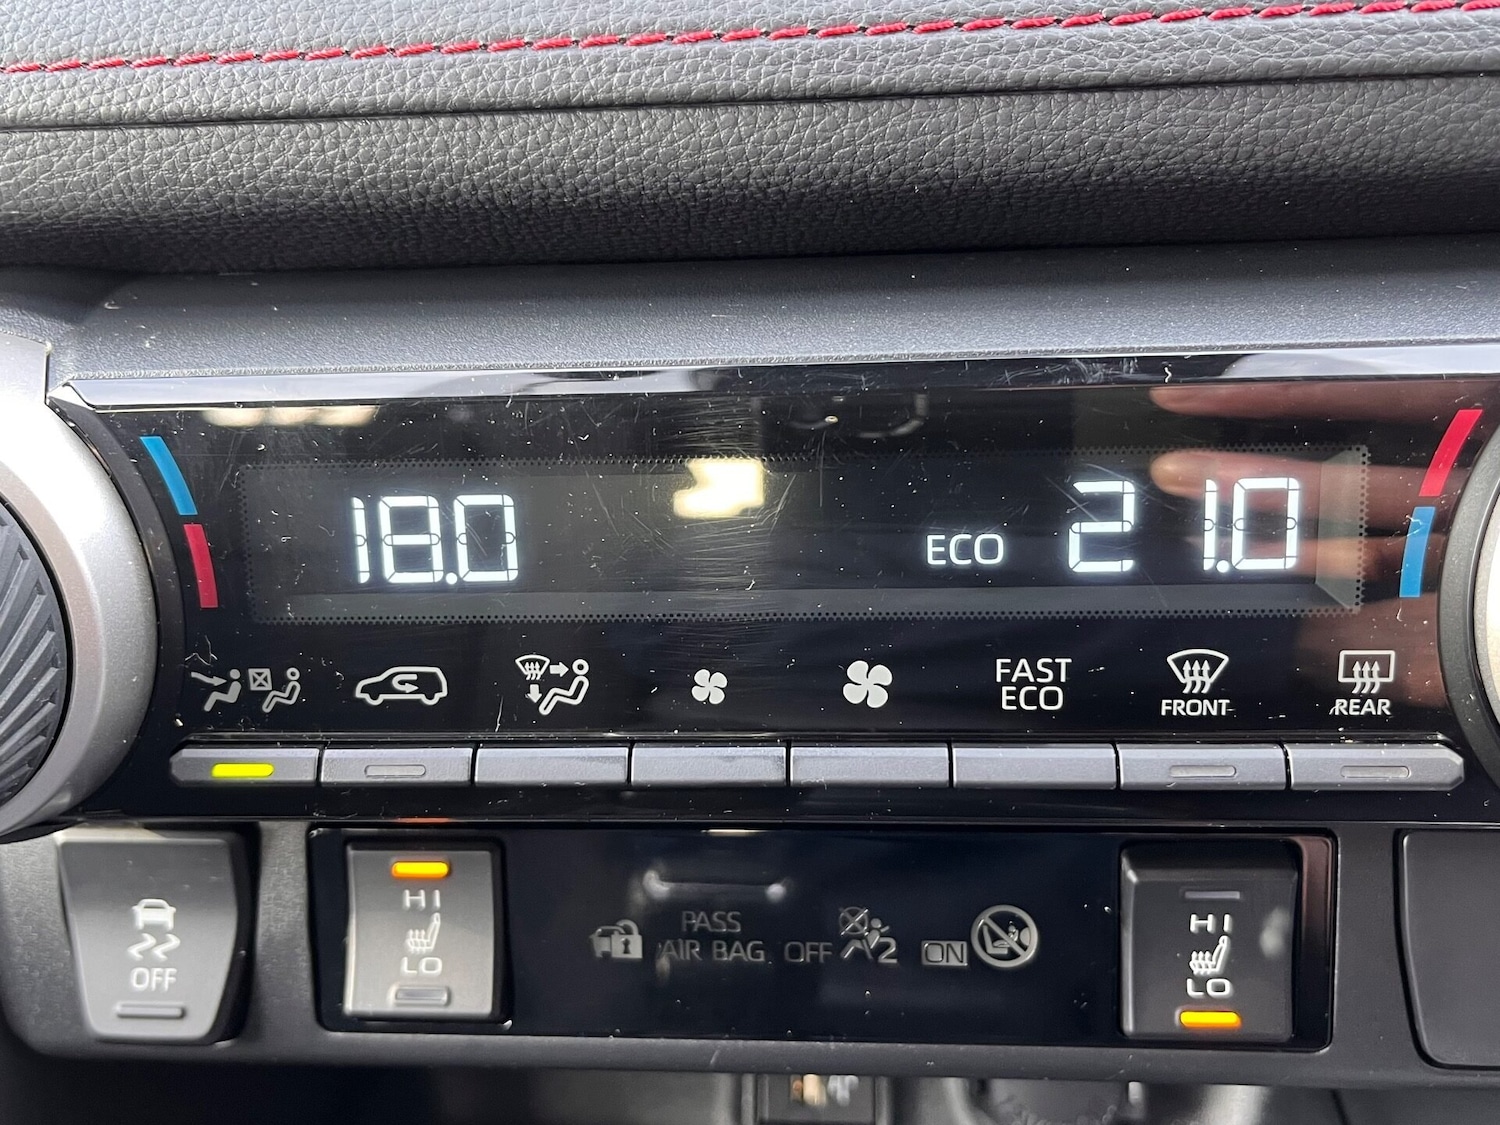 18.0
ECO 21.0
FAST
ECO
FRONT
REAR
OFF
HI
LO
PASS
AIR BAG OFF 2 ON
HI
LO